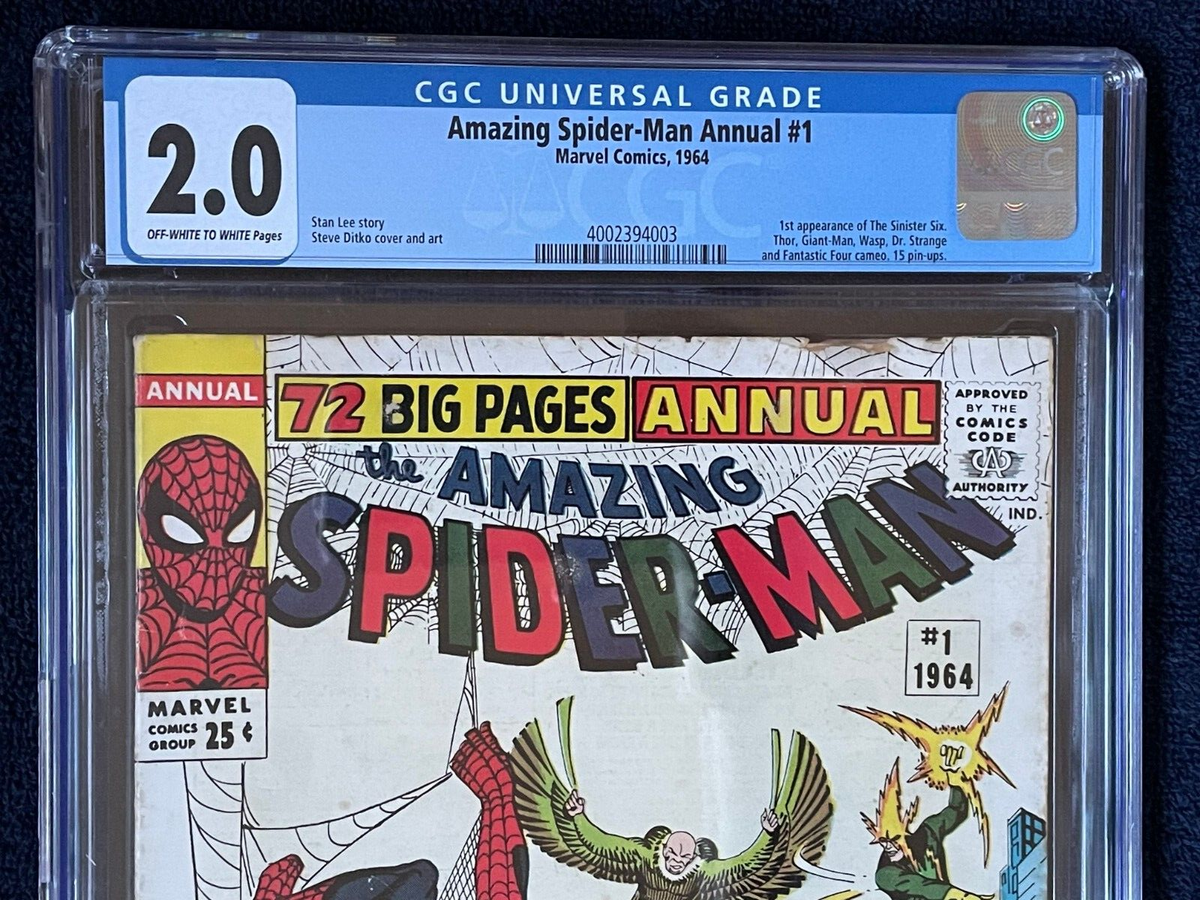 CGC UNIVERSAL GRADE
Amazing Spider-Man Annual #1
Marvel Comics, 1964
2.0
OFF-WHITE TO WHITE Pages
Stan Lee story
Steve Ditko cover and art
4002394003
1st appearance of The Sinister Six.
Thor, Giant-Man, Wasp, Dr. Strange
and Fantastic Four cameo. 15 pin-ups.
CGC
CGC
ANNUAL
72 BIG PAGES ANNUAL
APPROVED
BY THE
COMICS
CODE
CA
AUTHORITY
IND.
the AMAZING
SPIDER-MAN
#1
1964
MARVEL
COMICS
GROUP 25¢